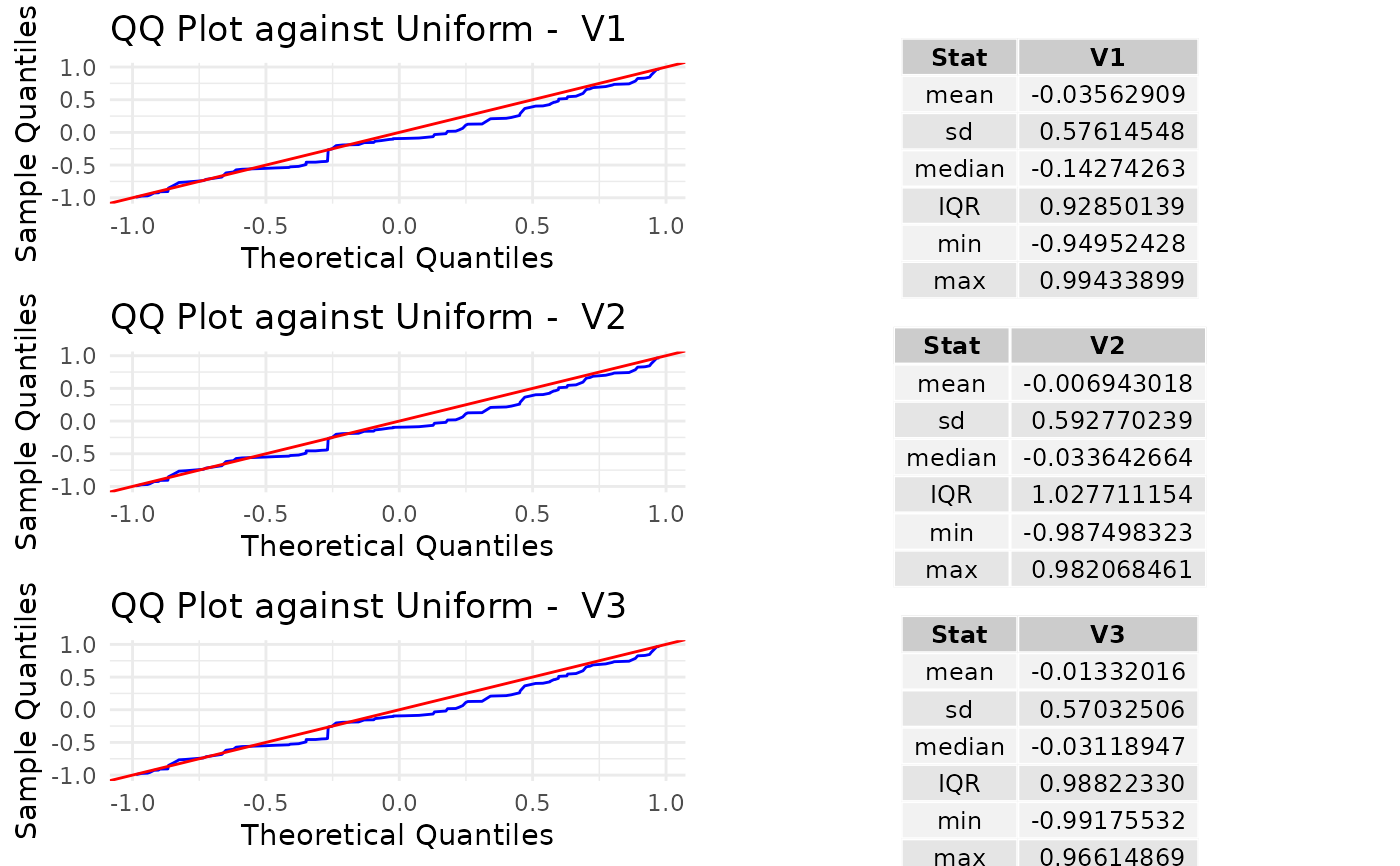 QQ Plot against Uniform -  V1
Sample Quantiles
1.0
0.5
0.0
-0.5
-1.0
-1.0 -0.5 0.0 0.5 1.0
Theoretical Quantiles
Stat V1
mean -0.03562909
sd 0.57614548
median -0.14274263
IQR 0.92850139
min -0.94952428
max 0.99433899
QQ Plot against Uniform -  V2
Sample Quantiles
1.0
0.5
0.0
-0.5
-1.0
-1.0 -0.5 0.0 0.5 1.0
Theoretical Quantiles
Stat V2
mean -0.006943018
sd 0.592770239
median -0.033642664
IQR 1.027711154
min -0.987498323
max 0.982068461
QQ Plot against Uniform -  V3
Sample Quantiles
1.0
0.5
0.0
-0.5
-1.0
-1.0 -0.5 0.0 0.5 1.0
Theoretical Quantiles
Stat V3
mean -0.01332016
sd 0.57032506
median -0.03118947
IQR 0.98822330
min -0.99175532
max 0.96614869